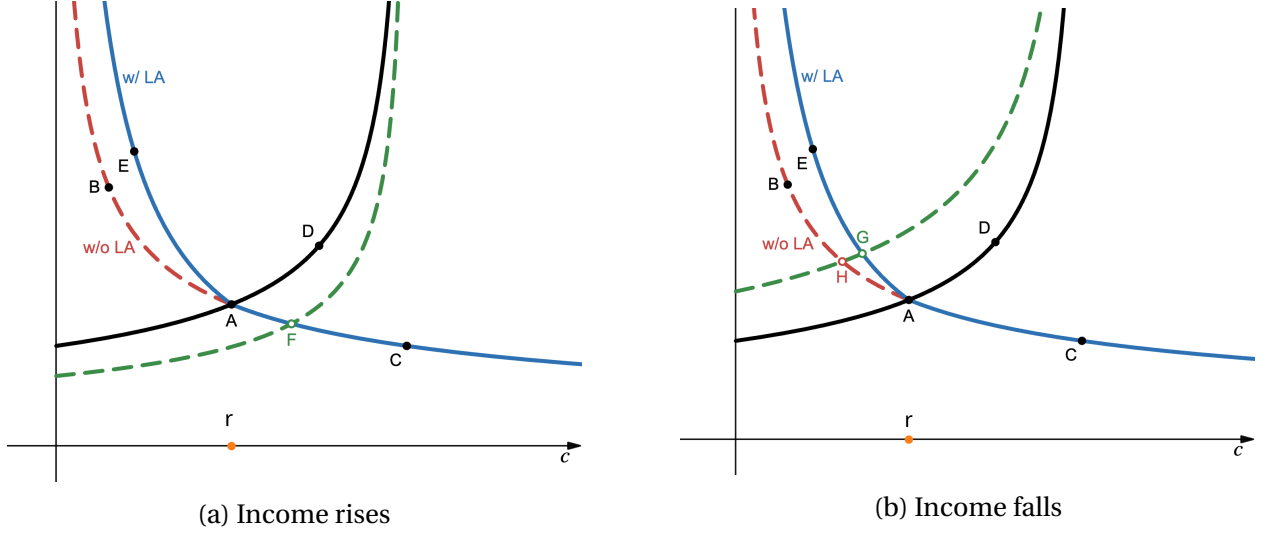 w/ LA
E
B
w/o LA
D
A
F
C
r
c
(a) Income rises
w/ LA
E
B
G
D
w/o LA
H
A
C
r
c
(b) Income falls